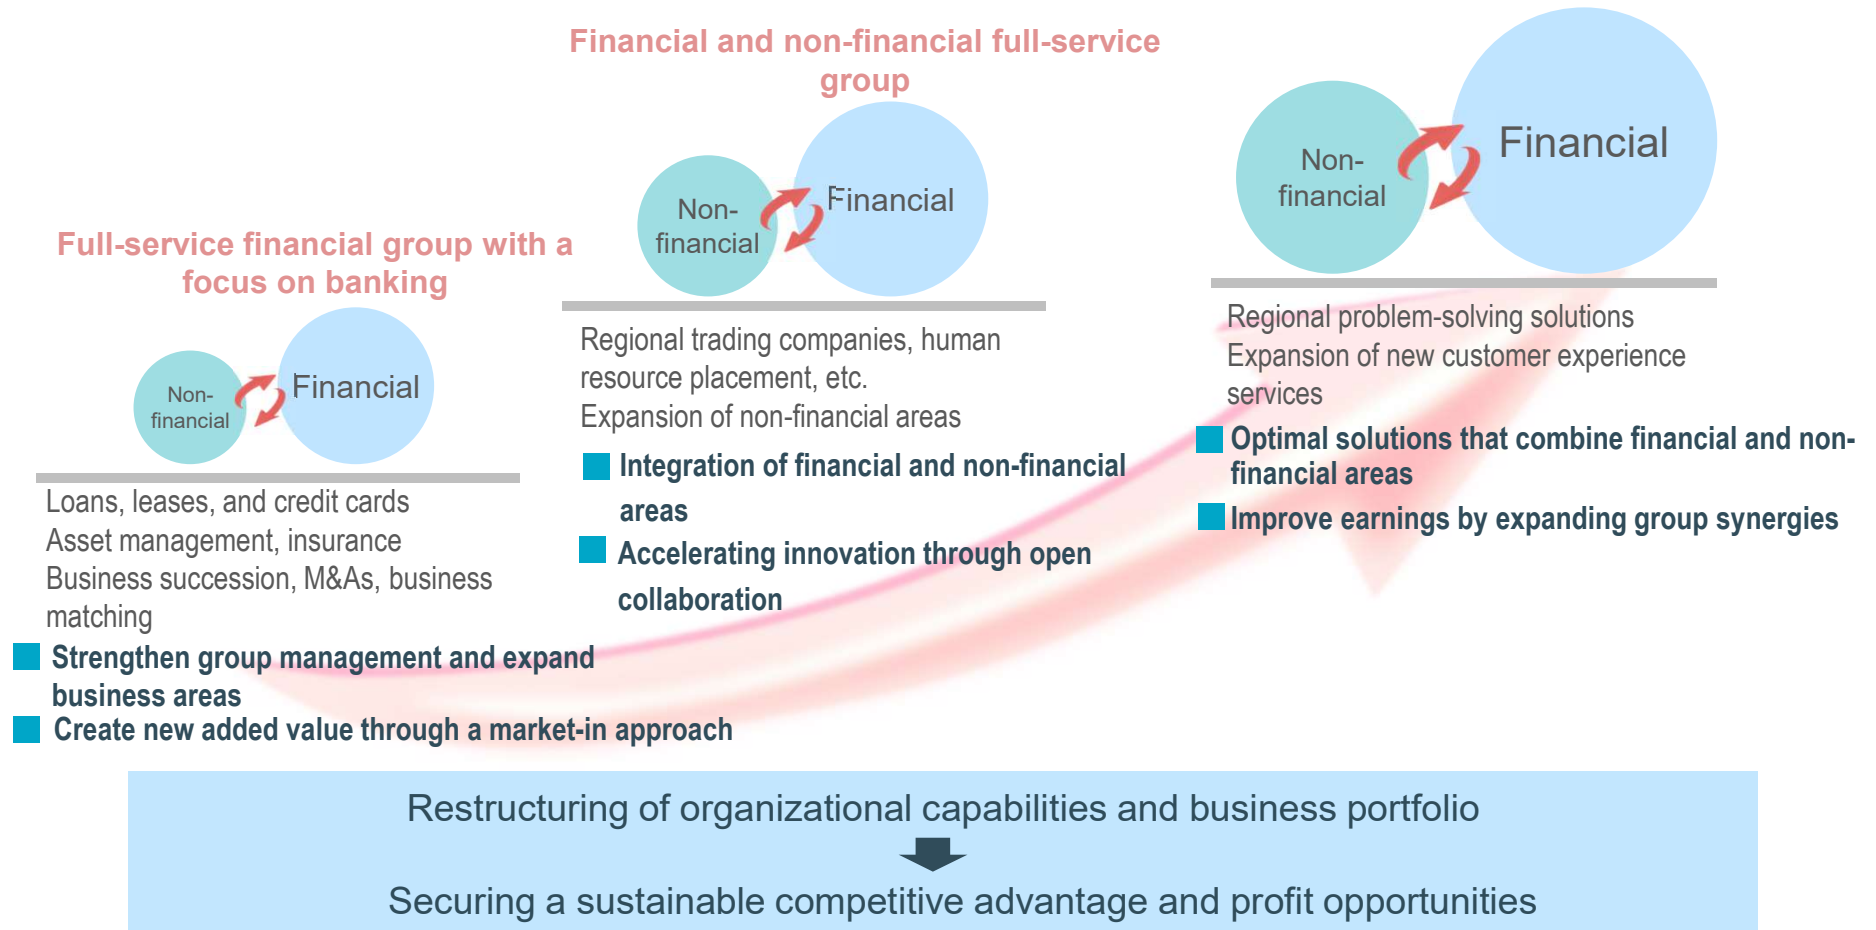 Full-service financial group with a
focus on banking
Non-
financial
Financial
Loans, leases, and credit cards
Asset management, insurance
Business succession, M&As, business
matching
Strengthen group management and expand
business areas
Create new added value through a market-in approach
Financial and non-financial full-service
group
Non-
financial
Financial
Regional trading companies, human
resource placement, etc.
Expansion of non-financial areas
Integration of financial and non-financial
areas
Accelerating innovation through open
collaboration
Non-
financial
Financial
Regional problem-solving solutions
Expansion of new customer experience
services
Optimal solutions that combine financial and non-
financial areas
Improve earnings by expanding group synergies
Restructuring of organizational capabilities and business portfolio
Securing a sustainable competitive advantage and profit opportunities